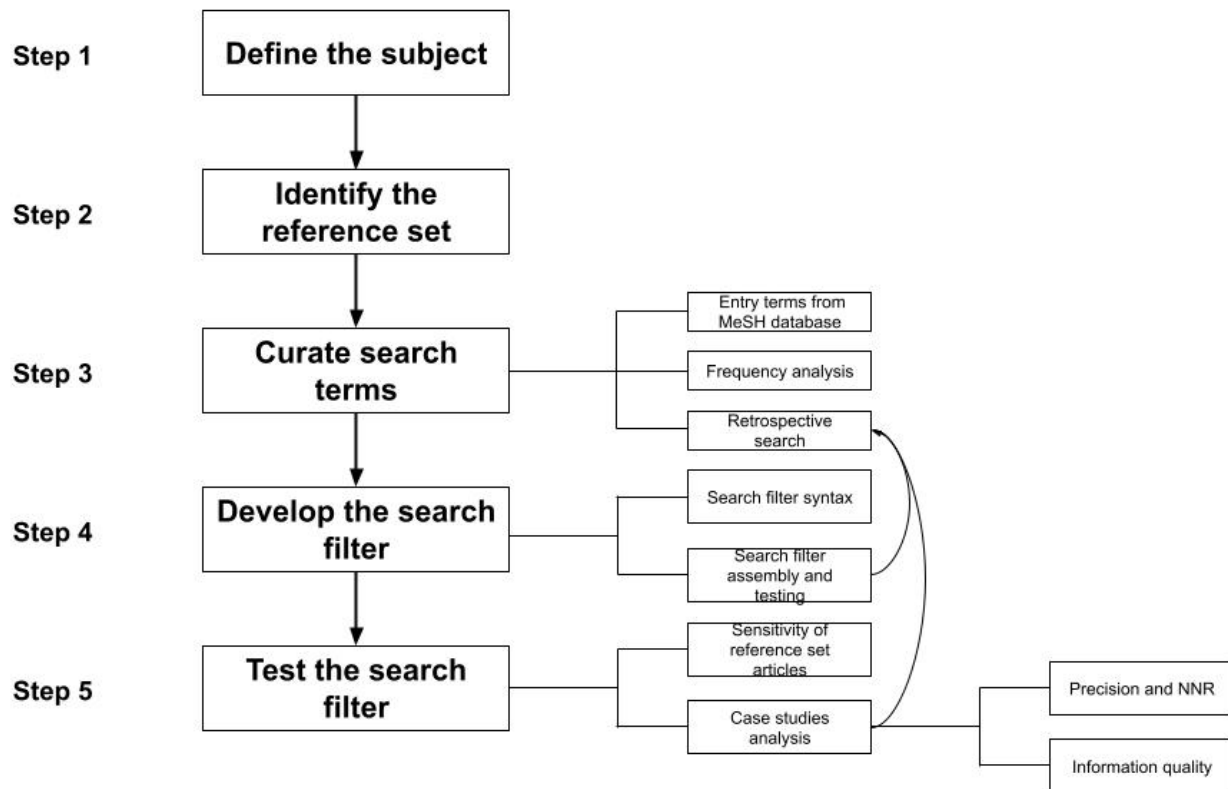 Step 1
Define the subject
Step 2
Identify the
reference set
Step 3
Curate search
terms
Entry terms from
MeSH database
Frequency analysis
Retrospective
search
Step 4
Develop the search
filter
Search filter syntax
Search filter
assembly and
testing
Step 5
Test the search
filter
Sensitivity of
reference set
articles
Case studies
analysis
Precision and NNR
Information quality